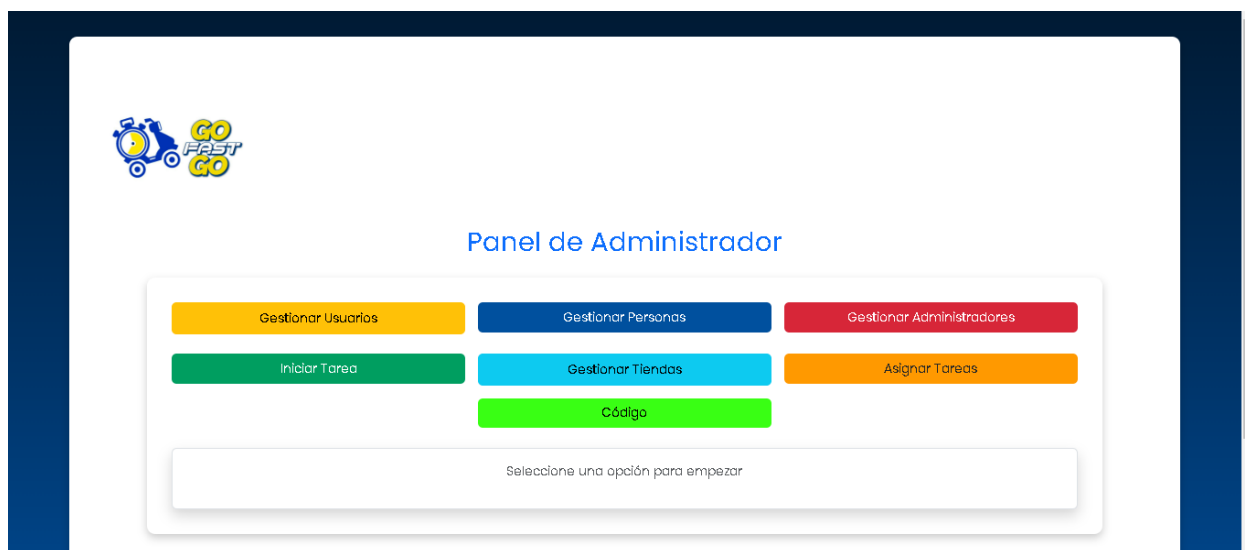 GO
FAST
GO
Panel de Administrador
Gestionar Usuarios
Gestionar Personas
Gestionar Administradores
Iniciar Tarea
Gestionar Tiendas
Asignar Tareas
Código
Seleccione una opción para empezar